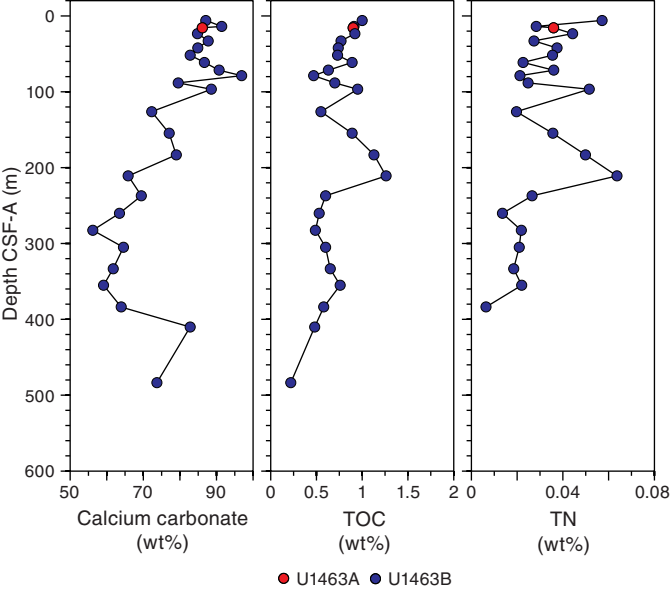 0
100
200
300
400
500
600
Depth CSF-A (m)
50 70 90 0 0.5 1 1.5 2 0 0.04 0.08
Calcium carbonate TOC TN
(wt%) (wt%) (wt%)
U1463A U1463B